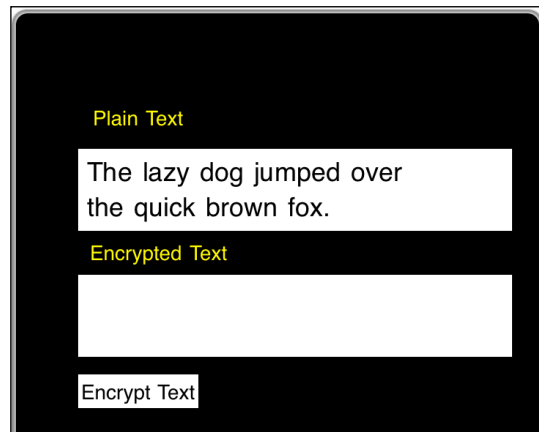 Plain Text
The lazy dog jumped over
the quick brown fox.
Encrypted Text
Encrypt Text